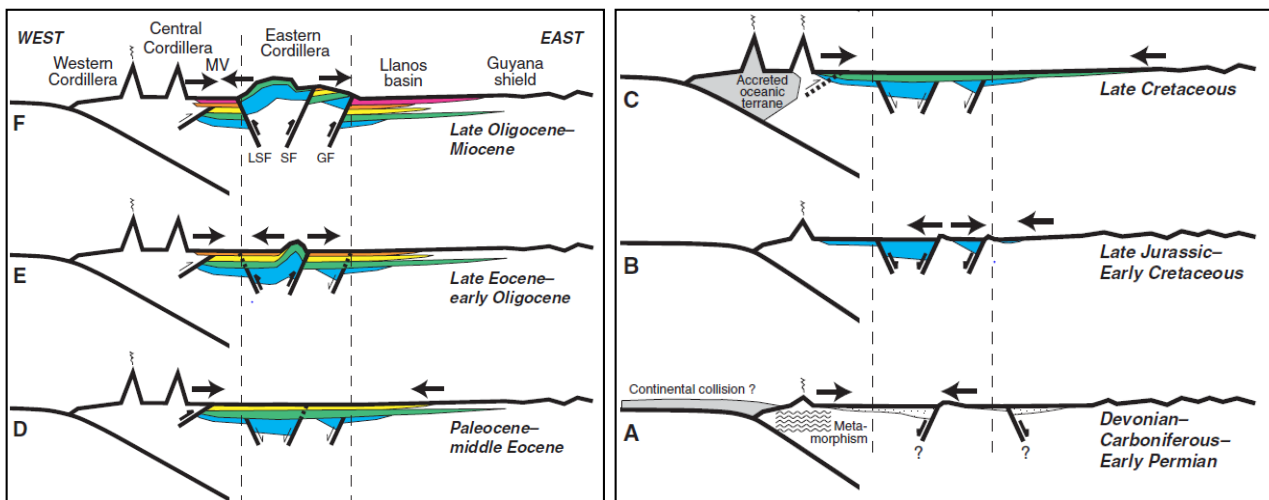 WEST
Central
Cordillera
Western
Cordillera
MV
Eastern
Cordillera
Llanos
basin
Guyana
shield
EAST
F
LSF SF GF
Late Oligocene–
Miocene
E
Late Eocene–
early Oligocene
D
Paleocene–
middle Eocene
Accreted
oceanic
terrane
C
Late Cretaceous
B
Late Jurassic–
Early Cretaceous
Continental collision ?
A
Meta-
morphism
? ?
Devonian–
Carboniferous–
Early Permian